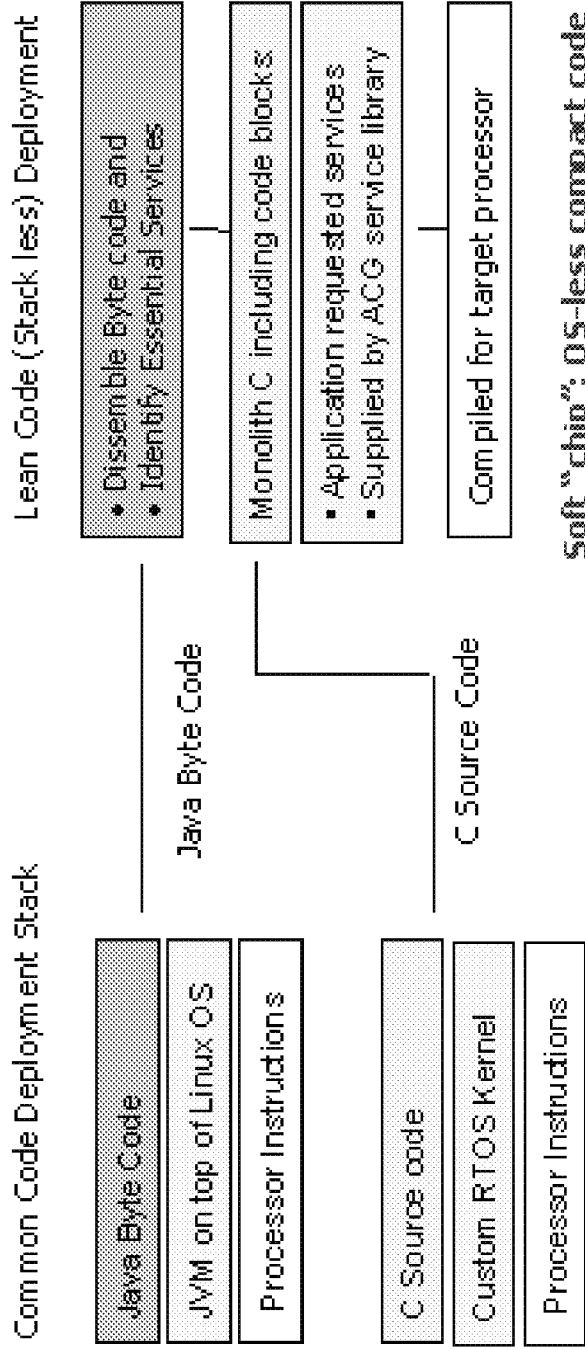 Common Code Deployment Stack
Java Byte Code
JVM on top of Linux OS
Processor Instructions
C Source code
Custom RTOS Kernel
Processor Instructions
Java Byte Code
C Source Code
Lean Code (Stack less) Deployment
• Dissemble Byte code and
• Identify Essential Services
Monolith C including code blocks:
• Application requested services
• Supplied by ACG service library
Compiled for target processor
Soft “chip”: OS-less compact code